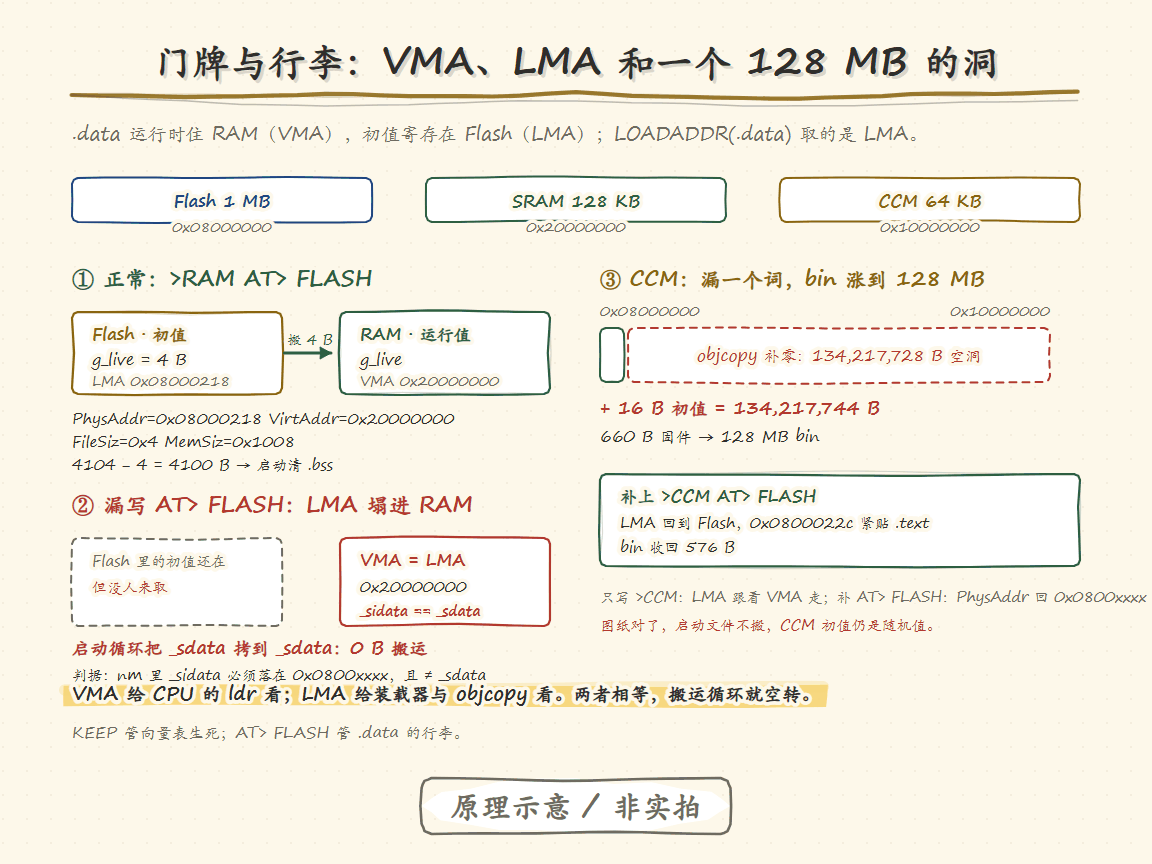 门牌与行李：VMA、LMA 和一个 128 MB 的洞
.data 运行时住 RAM（VMA），初值寄存在 Flash（LMA）；LOADADDR(.data) 取的是 LMA。
Flash 1 MB
0x08000000
SRAM 128 KB
0x20000000
CCM 64 KB
0x10000000
① 正常：>RAM AT> FLASH
Flash · 初值
g_live = 4 B
LMA 0x08000218
搬 4 B
RAM · 运行值
g_live
VMA 0x20000000
PhysAddr=0x08000218 VirtAddr=0x20000000
FileSiz=0x4 MemSiz=0x1008
4104 − 4 = 4100 B → 启动清 .bss
② 漏写 AT> FLASH：LMA 塌进 RAM
Flash 里的初值还在
但没人来取
VMA = LMA
0x20000000
_sidata == _sdata
启动循环把 _sdata 拷到 _sdata：0 B 搬运
判据：nm 里 _sidata 必须落在 0x0800xxxx，且 ≠ _sdata
③ CCM：漏一个词，bin 涨到 128 MB
0x08000000
0x10000000
objcopy 补零：134,217,728 B 空洞
+ 16 B 初值 = 134,217,744 B
660 B 固件 → 128 MB bin
补上 >CCM AT> FLASH
LMA 回到 Flash，0x0800022c 紧贴 .text
bin 收回 576 B
只写 >CCM：LMA 跟着 VMA 走；补 AT> FLASH：PhysAddr 回 0x0800xxxx
图纸对了，启动文件不搬，CCM 初值仍是随机值。
VMA 给 CPU 的 ldr 看；LMA 给装载器与 objcopy 看。两者相等，搬运循环就空转。
KEEP 管向量表生死；AT> FLASH 管 .data 的行李。
原理示意 / 非实拍